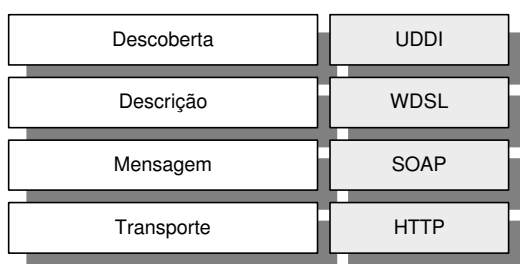 Descoberta UDDI
Descrição WDSL
Mensagem SOAP
Transporte HTTP